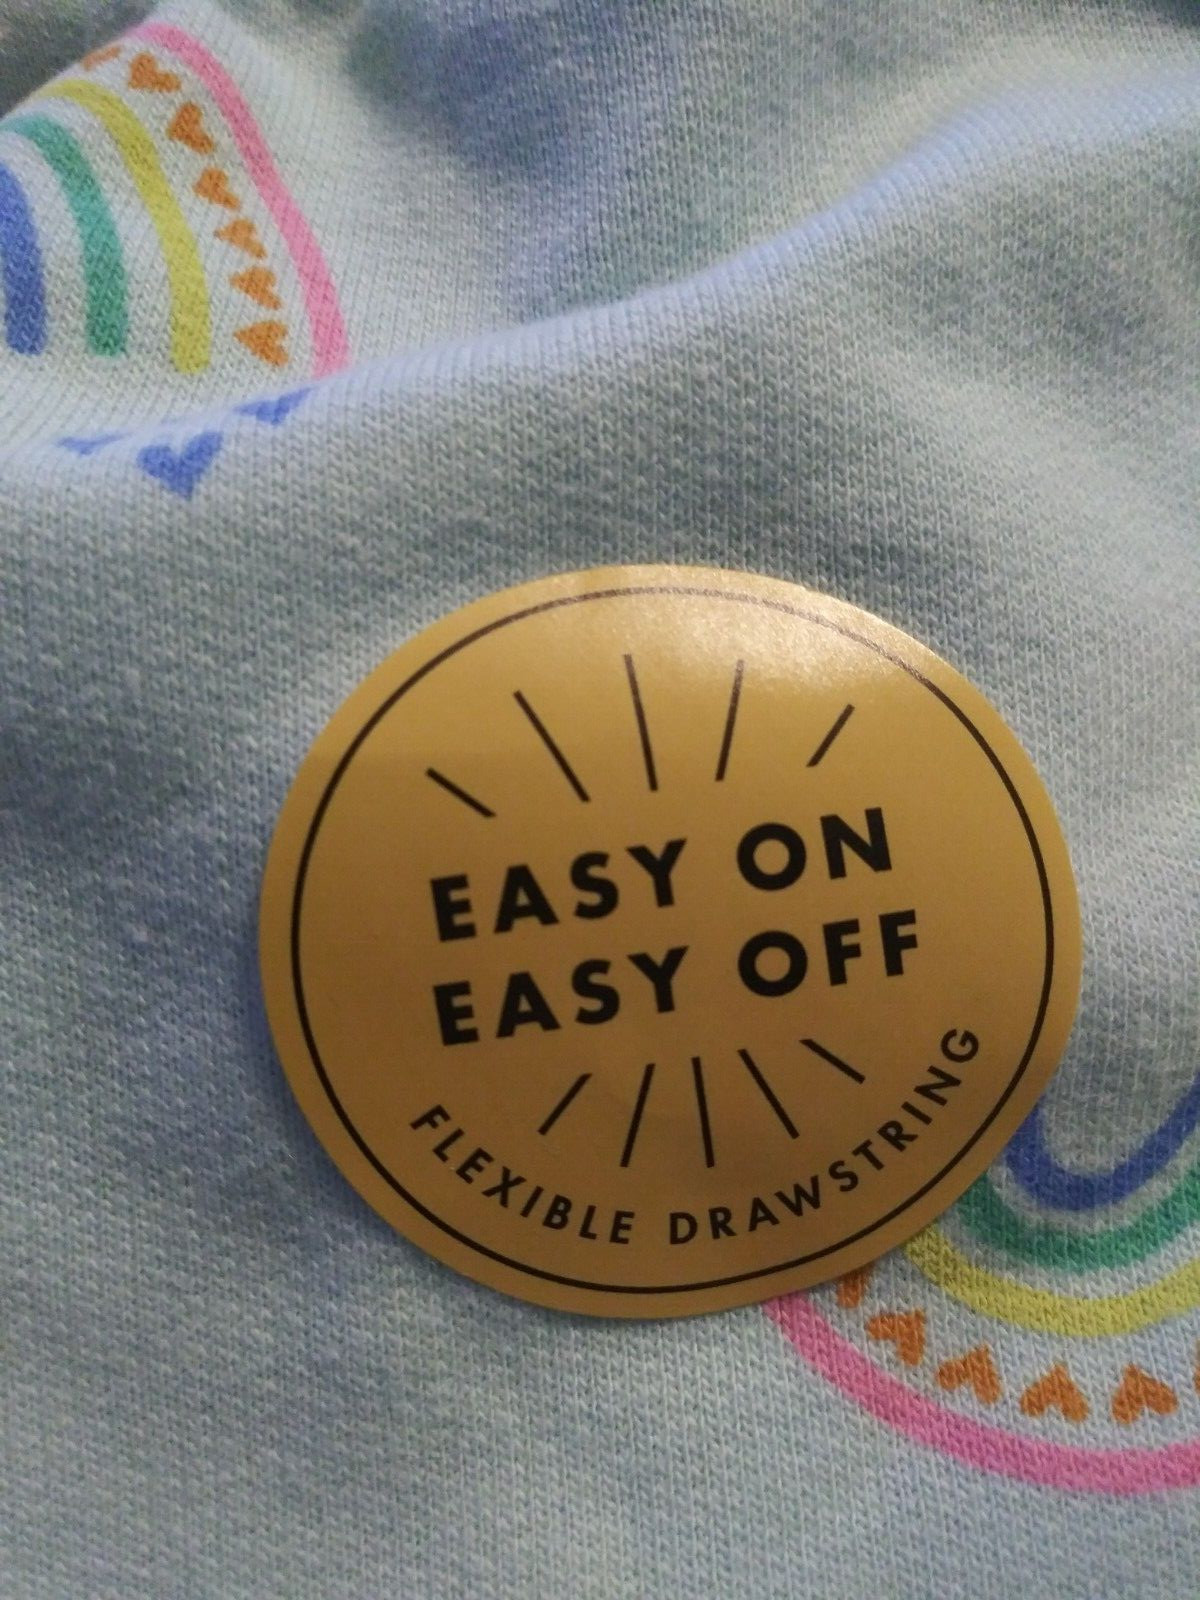 EASY ON
EASY OFF
FLEXIBLE DRAWSTRING